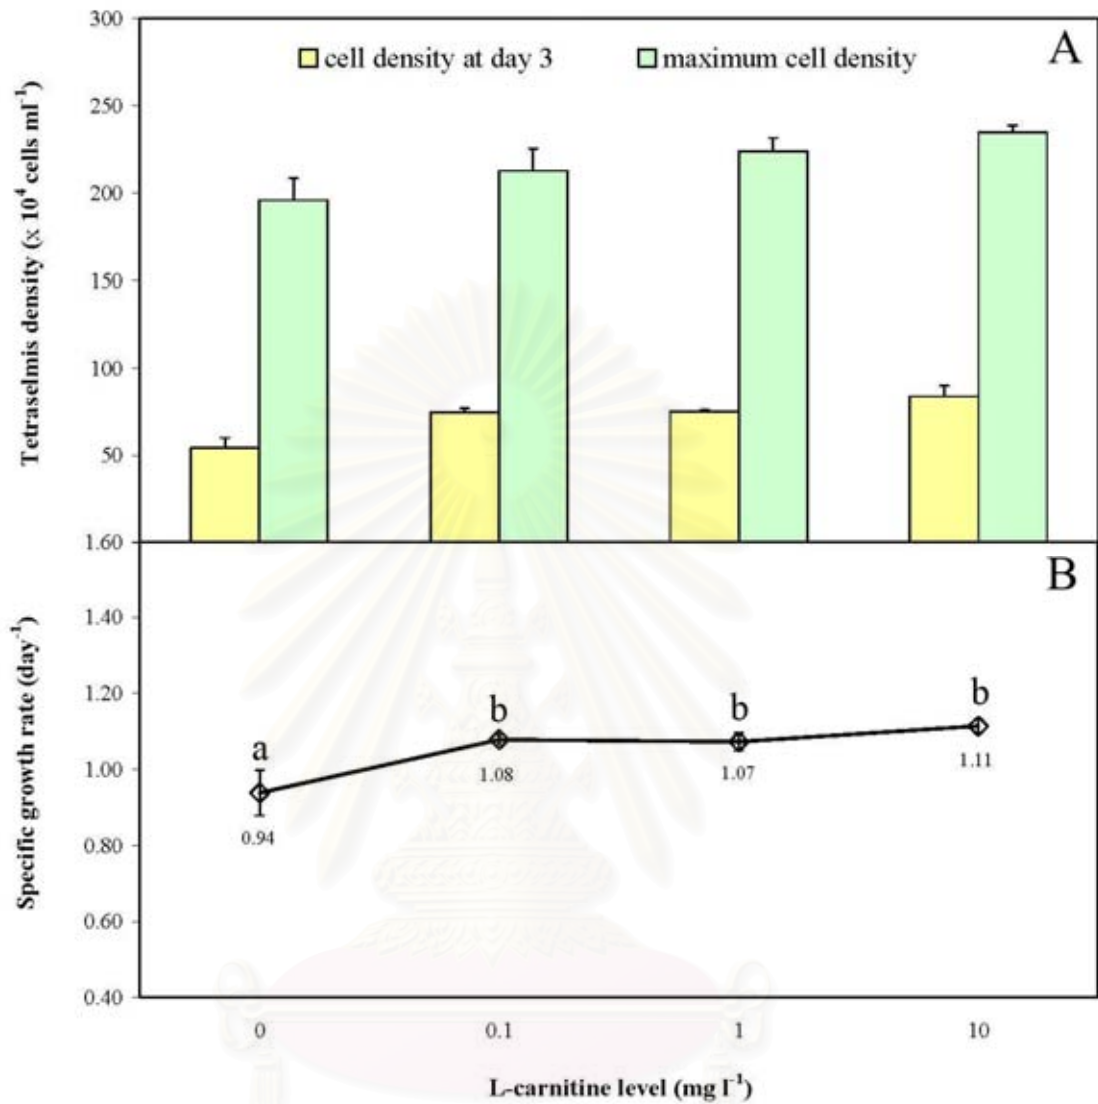 300
cell density at day 3
maximum cell density
A
250
200
150
100
50
Tetraselmis density (x 10⁴ cells ml⁻¹)
1.60
B
1.40
1.20
1.00
0.80
0.60
0.40
Specific growth rate (day⁻¹)
a
b
b
b
0.94
1.08
1.07
1.11
0 0.1 1 10
L-carnitine level (mg l⁻¹)